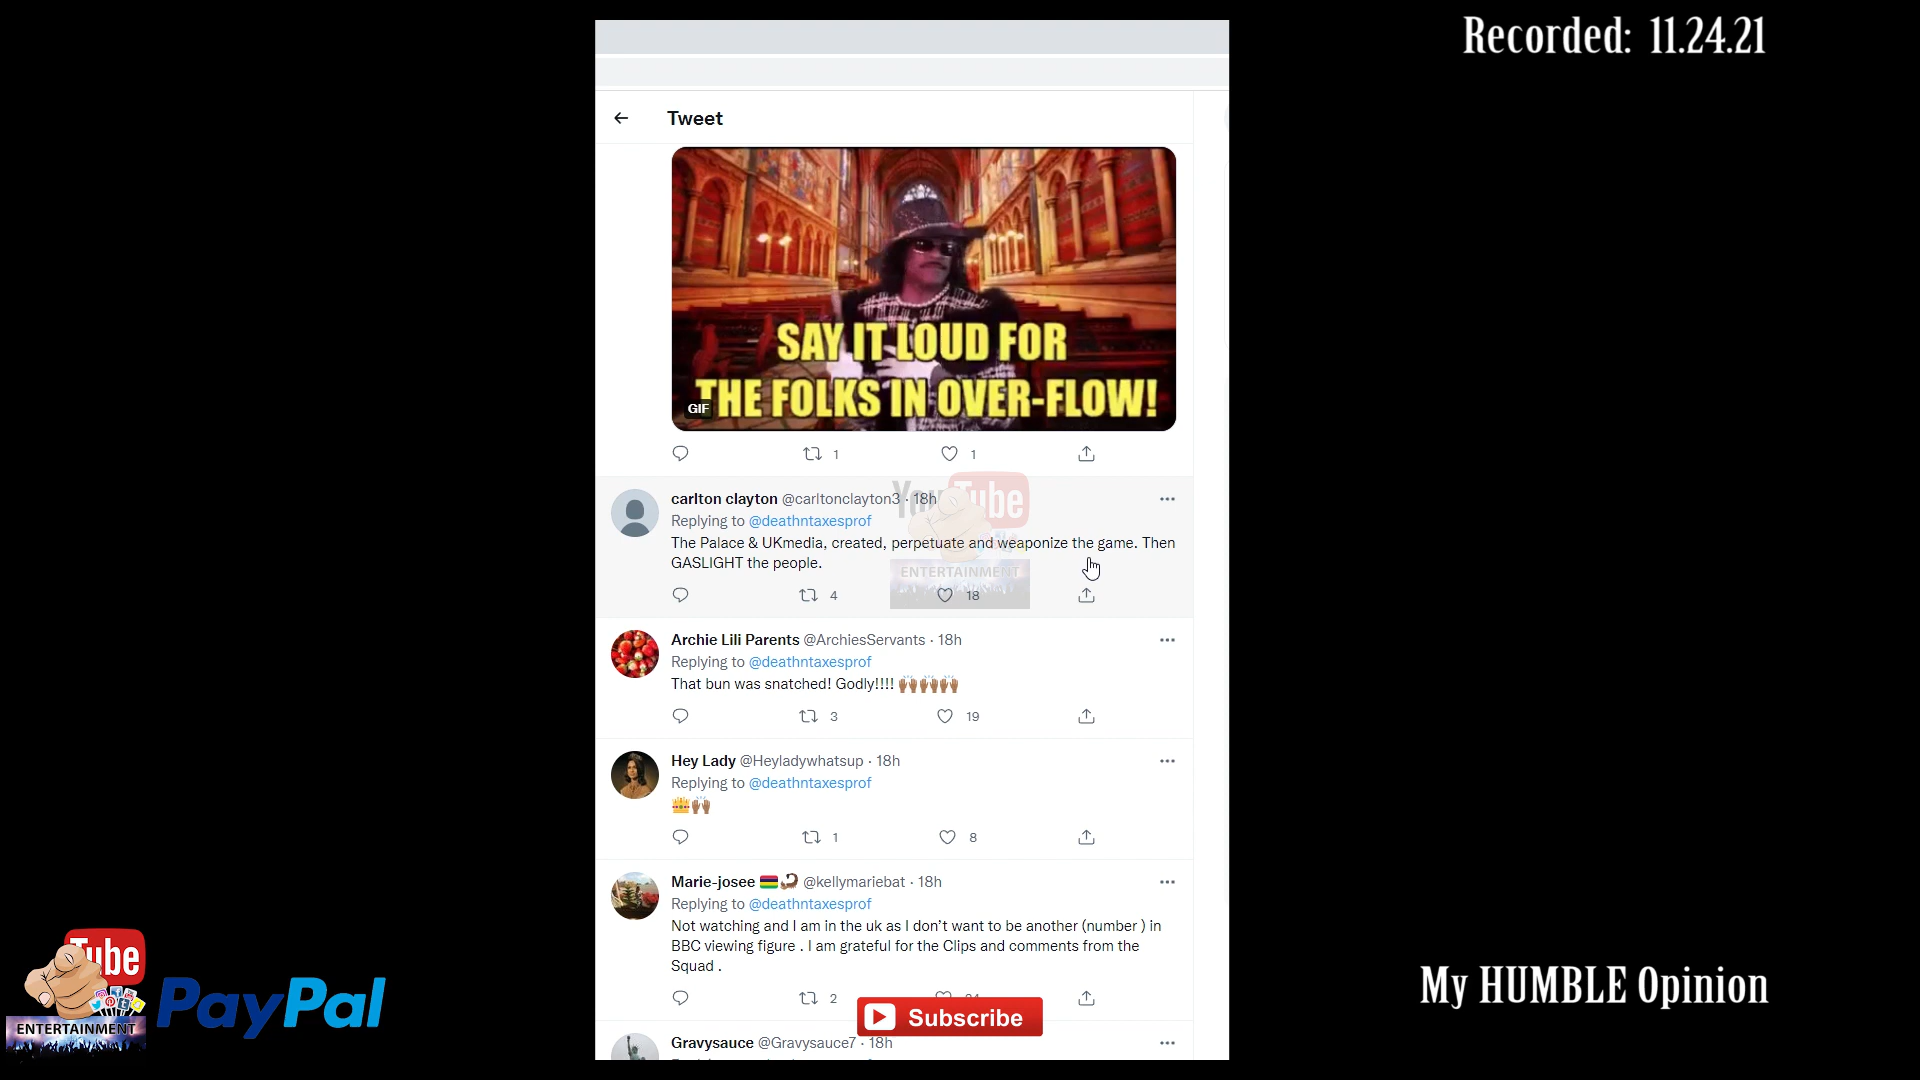 Recorded: 11.24.21
Tweet
SAY IT LOUD FOR
THE FOLKS IN OVER-FLOW!
GIF
1
1
carlton clayton @carltonclayton3 · 18h
Replying to @deathntaxesprof
The Palace & UKmedia, created, perpetuate and weaponize the game. Then
GASLIGHT the people.
YouTube
ENTERTAINMENT
4
18
Archie Lili Parents @ArchiesServants · 18h
Replying to @deathntaxesprof
That bun was snatched! Godly!!!! 🙌🏾🙌🏾🙌🏾
3
19
Hey Lady @Heyladywhatsup · 18h
Replying to @deathntaxesprof
👑🙌🏾
1
8
Marie-josee 🇲🇺🦤 @kellymariebat · 18h
Replying to @deathntaxesprof
Not watching and I am in the uk as I don't want to be another (number ) in
BBC viewing figure . I am grateful for the Clips and comments from the
Squad .
2
Subscribe
Gravysauce @Gravysauce7 · 18h
Tube
ENTERTAINMENT
PayPal
My HUMBLE Opinion